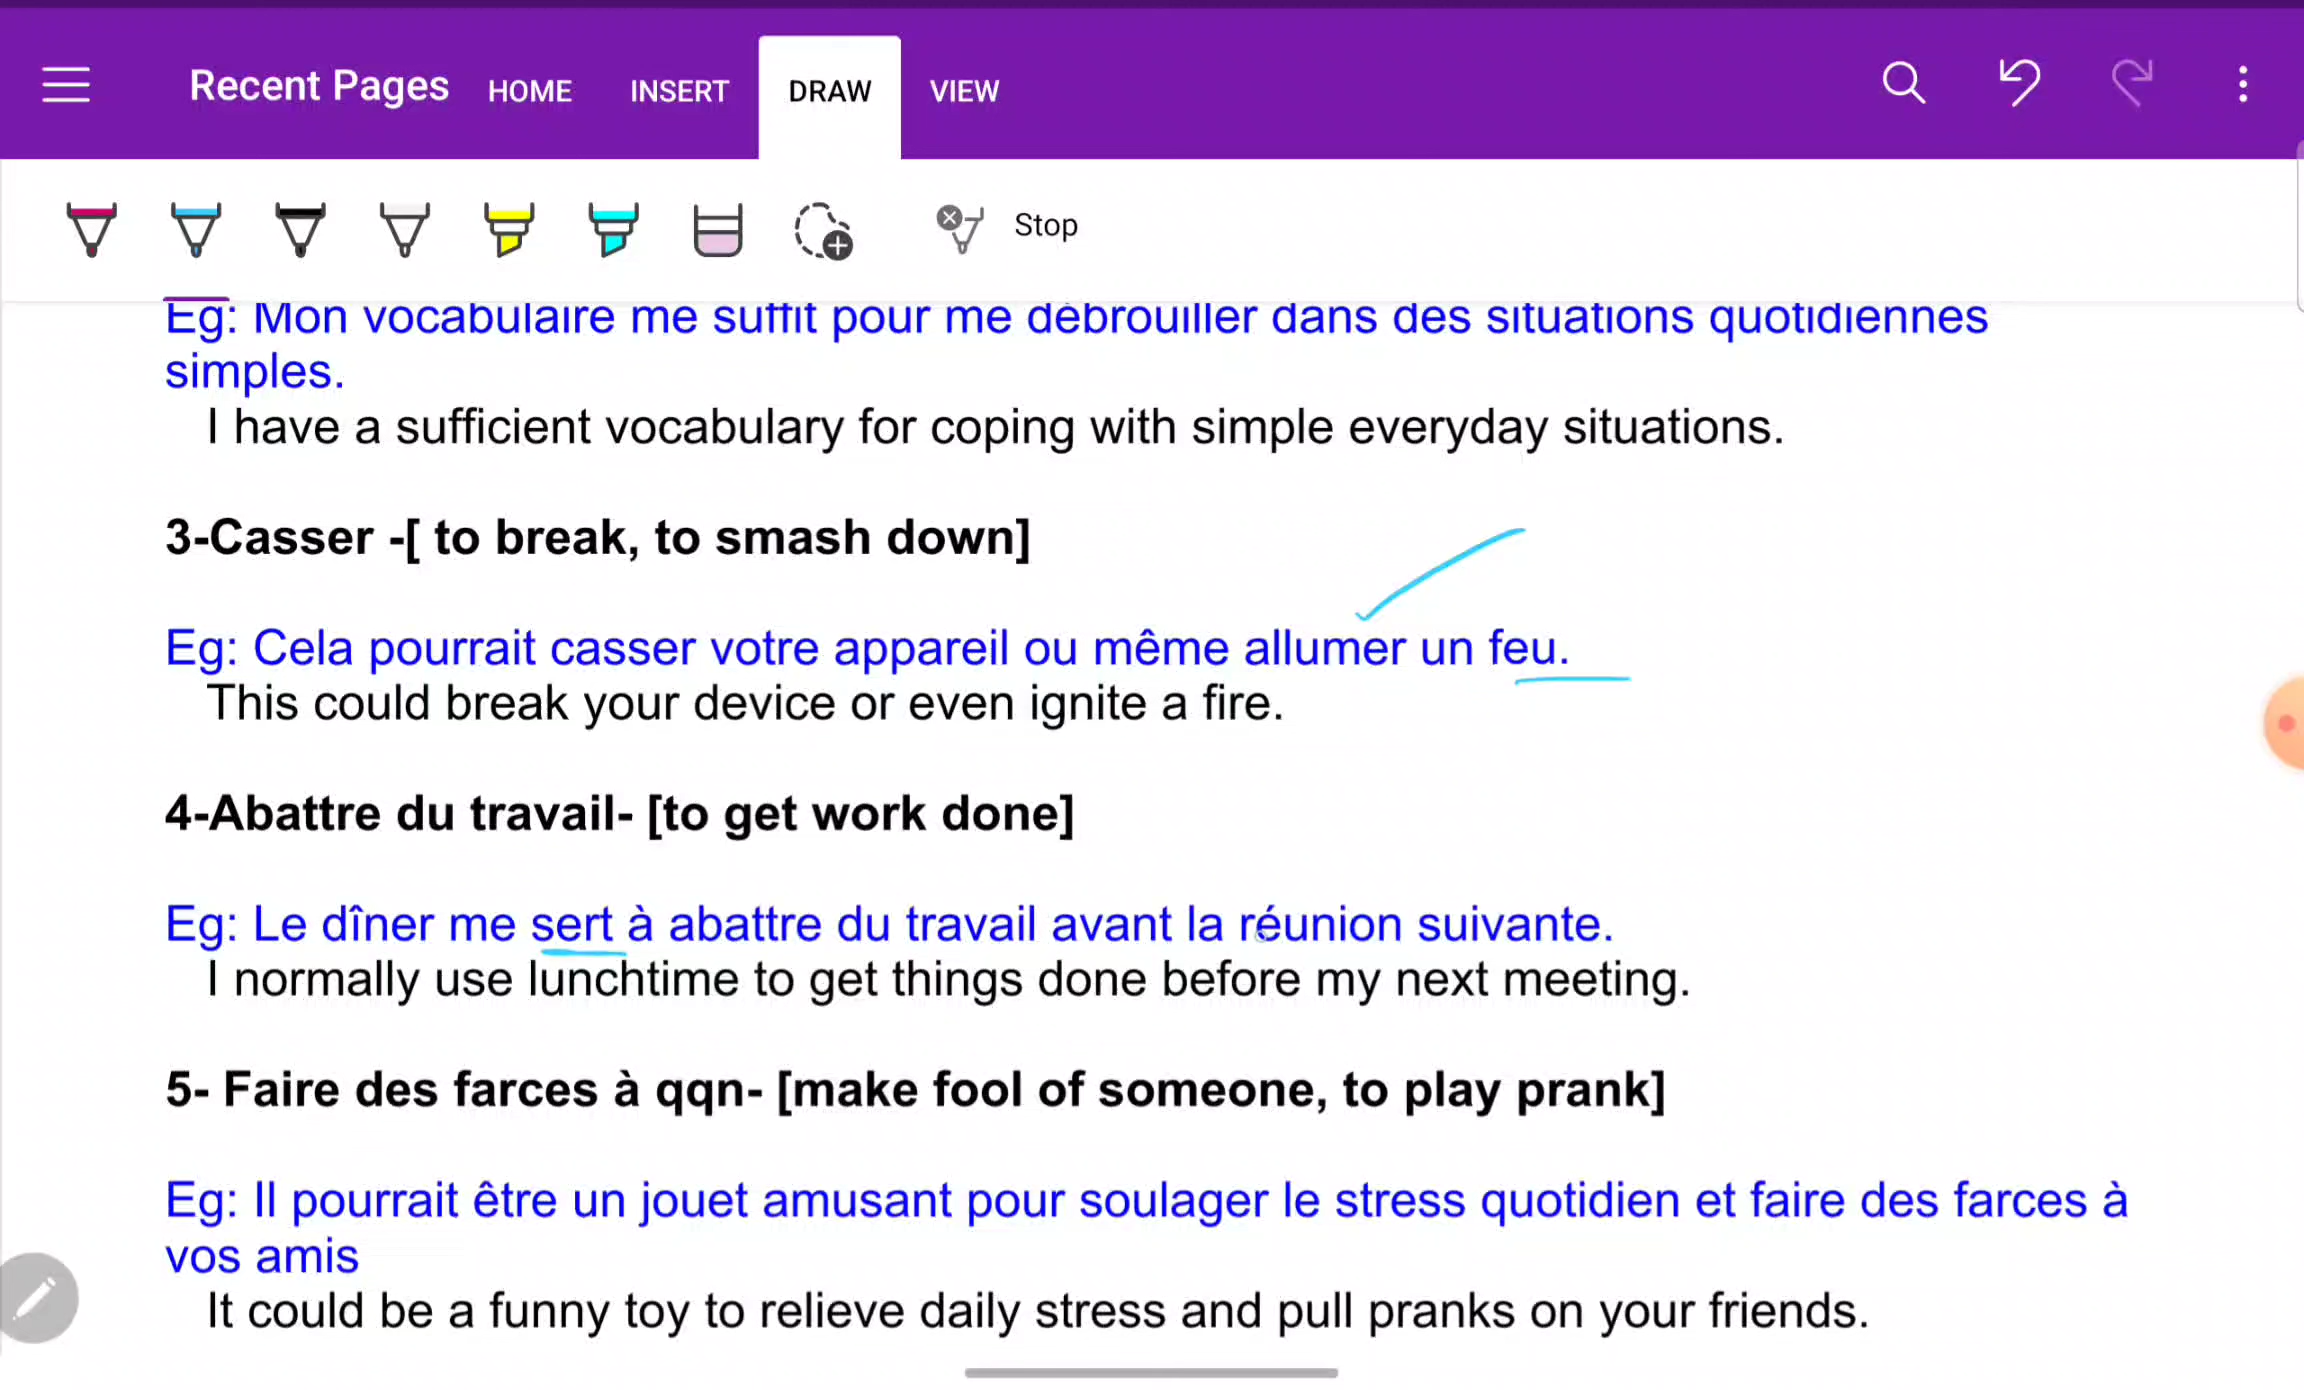 Recent Pages HOME INSERT DRAW VIEW
Stop
Eg: Mon vocabulaire me suffit pour me débrouiller dans des situations quotidiennes
simples.
I have a sufficient vocabulary for coping with simple everyday situations.
3-Casser -[ to break, to smash down]
Eg: Cela pourrait casser votre appareil ou même allumer un feu.
This could break your device or even ignite a fire.
4-Abattre du travail- [to get work done]
Eg: Le dîner me sert à abattre du travail avant la réunion suivante.
I normally use lunchtime to get things done before my next meeting.
5- Faire des farces à qqn- [make fool of someone, to play prank]
Eg: Il pourrait être un jouet amusant pour soulager le stress quotidien et faire des farces à
vos amis
It could be a funny toy to relieve daily stress and pull pranks on your friends.